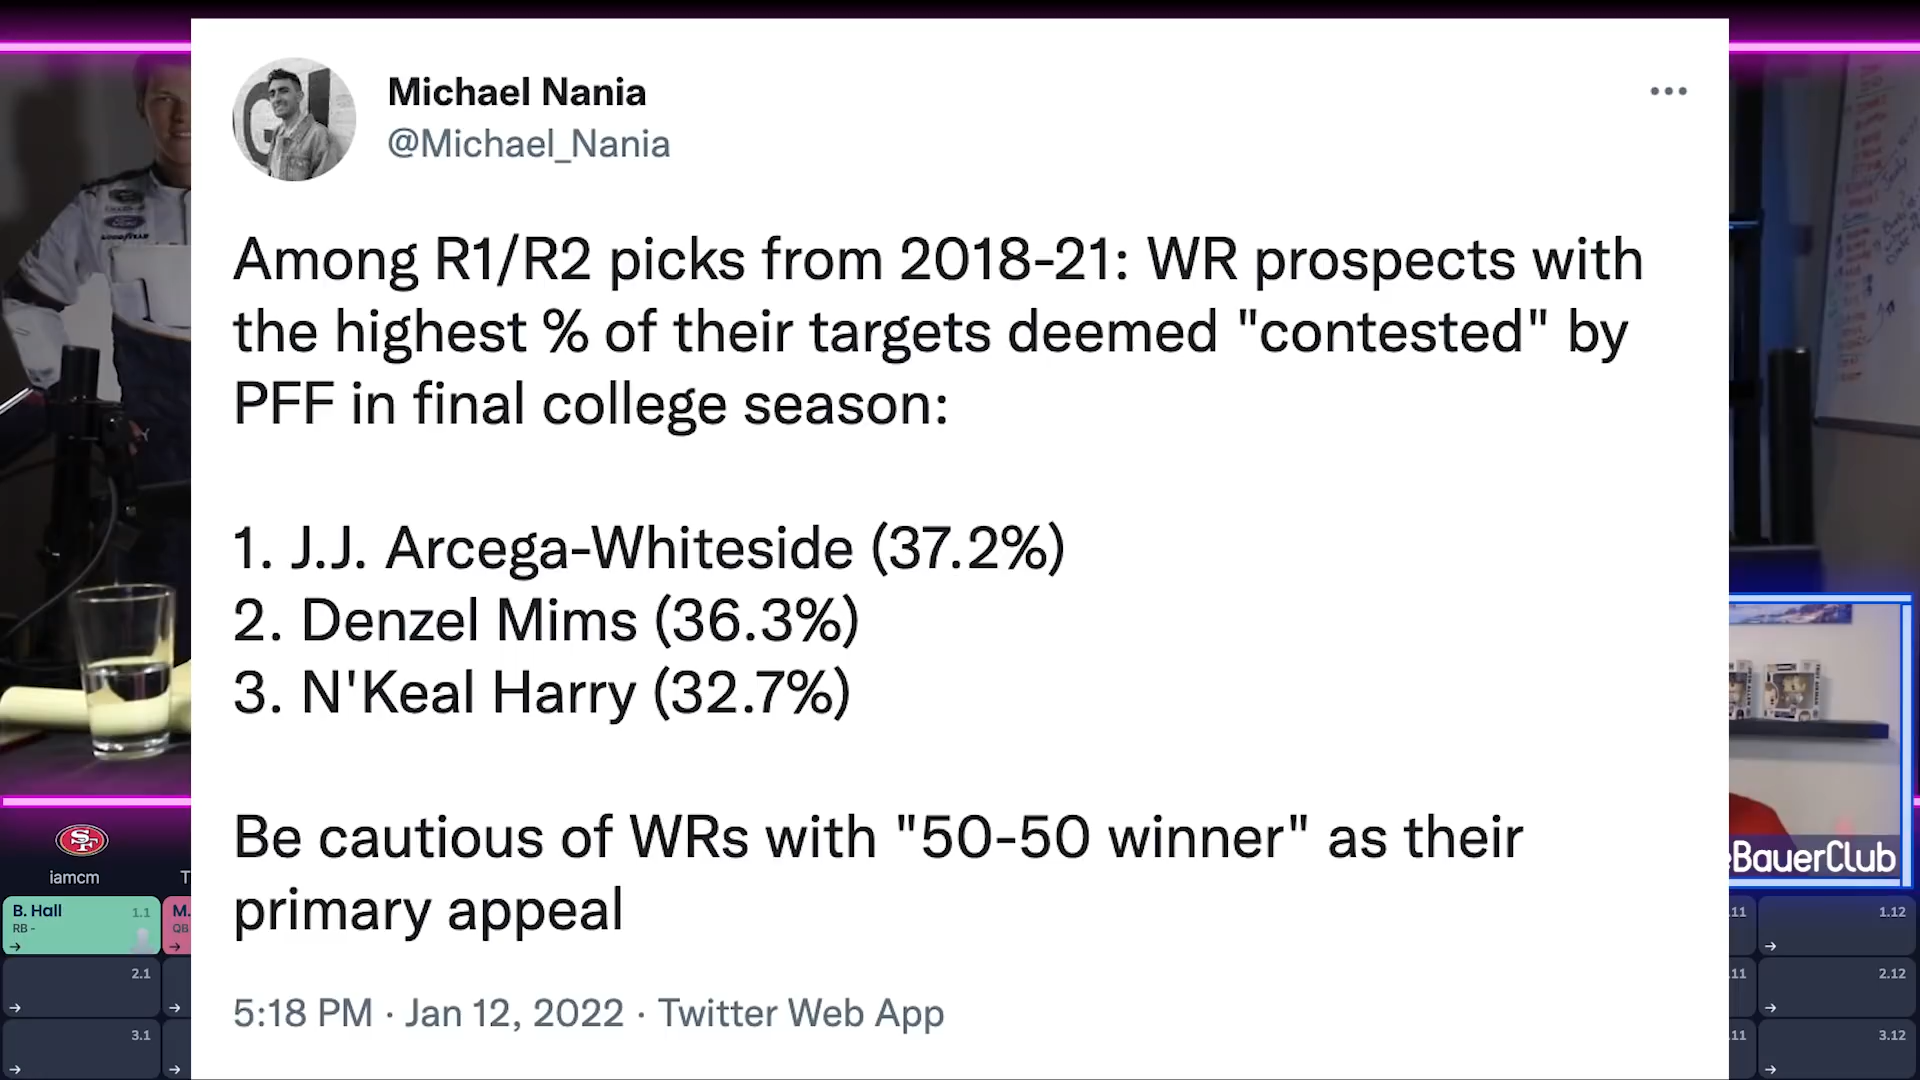 Michael Nania
@Michael_Nania
Among R1/R2 picks from 2018-21: WR prospects with
the highest % of their targets deemed "contested" by
PFF in final college season:
1. J.J. Arcega-Whiteside (37.2%)
2. Denzel Mims (36.3%)
3. N'Keal Harry (32.7%)
Be cautious of WRs with "50-50 winner" as their
primary appeal
5:18 PM · Jan 12, 2022 · Twitter Web App
BauerClub
iamcm
B. Hall
1.1
RB -
M.
QB
1.12
2.1
2.12
3.1
3.12